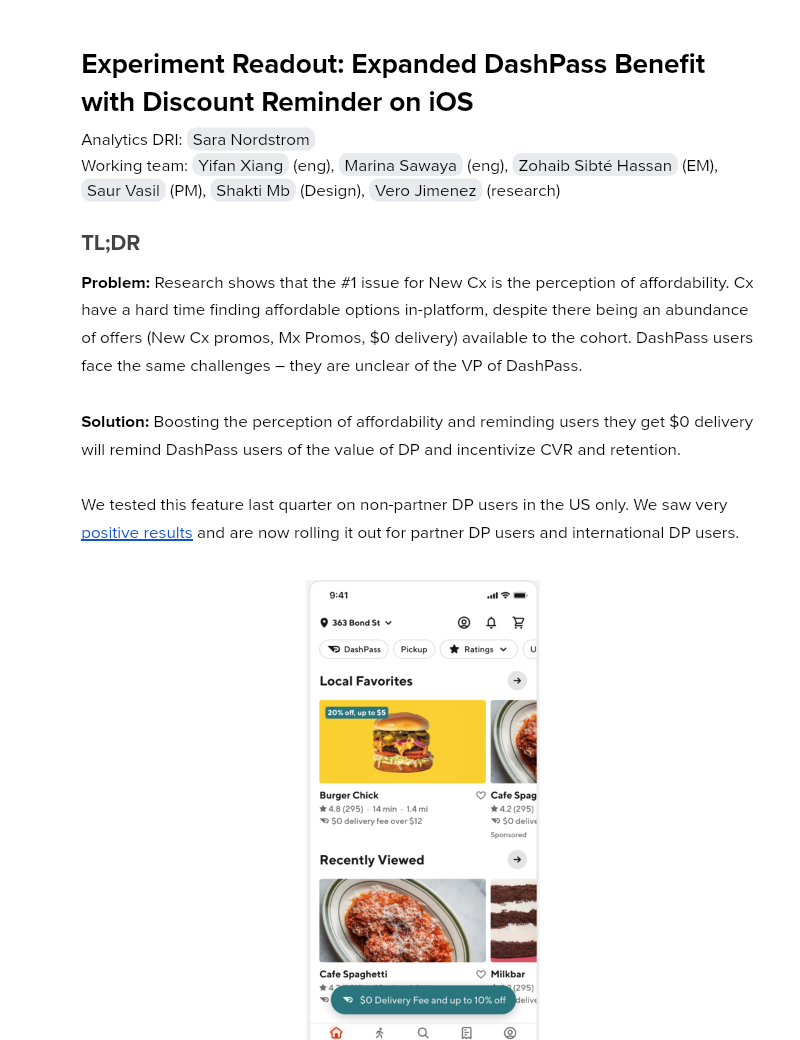 Experiment Readout: Expanded DashPass Benefit
with Discount Reminder on iOS
Analytics DRI: Sara Nordstrom
Working team: Yifan Xiang (eng), Marina Sawaya (eng), Zohaib Sibté Hassan (EM),
Saur Vasil (PM), Shakti Mb (Design), Vero Jimenez (research)
TL;DR
Problem: Research shows that the #1 issue for New Cx is the perception of affordability. Cx
have a hard time finding affordable options in-platform, despite there being an abundance
of offers (New Cx promos, Mx Promos, $0 delivery) available to the cohort. DashPass users
face the same challenges – they are unclear of the VP of DashPass.
Solution: Boosting the perception of affordability and reminding users they get $0 delivery
will remind DashPass users of the value of DP and incentivize CVR and retention.
We tested this feature last quarter on non-partner DP users in the US only. We saw very
positive results and are now rolling it out for partner DP users and international DP users.
9:41
363 Bond St
DashPass Pickup Ratings U
Local Favorites
20% off, up to $5
Burger Chick Cafe Spag
4.8 (295) · 14 min · 1.4 mi 4.2 (295)
$0 delivery fee over $12 $0 delive
Sponsored
Recently Viewed
Cafe Spaghetti Milkbar
(295)
$0 Delivery Fee and up to 10% off